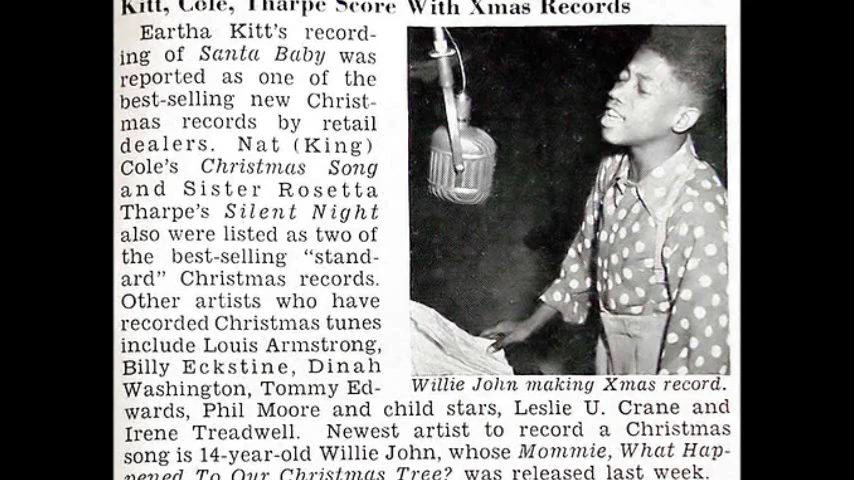 Kitt, Cole, Tharpe Score With Xmas Records
Eartha Kitt's record-
ing of Santa Baby was
reported as one of the
best-selling new Christ-
mas records by retail
dealers. Nat (King)
Cole's Christmas Song
and Sister Rosetta
Tharpe's Silent Night
also were listed as two of
the best-selling "stand-
ard" Christmas records.
Other artists who have
recorded Christmas tunes
include Louis Armstrong,
Billy Eckstine, Dinah
Washington, Tommy Ed-
wards, Phil Moore and child stars, Leslie U. Crane and
Irene Treadwell. Newest artist to record a Christmas
song is 14-year-old Willie John, whose Mommie, What Hap-
pened To Our Christmas Tree? was released last week.
Willie John making Xmas record.